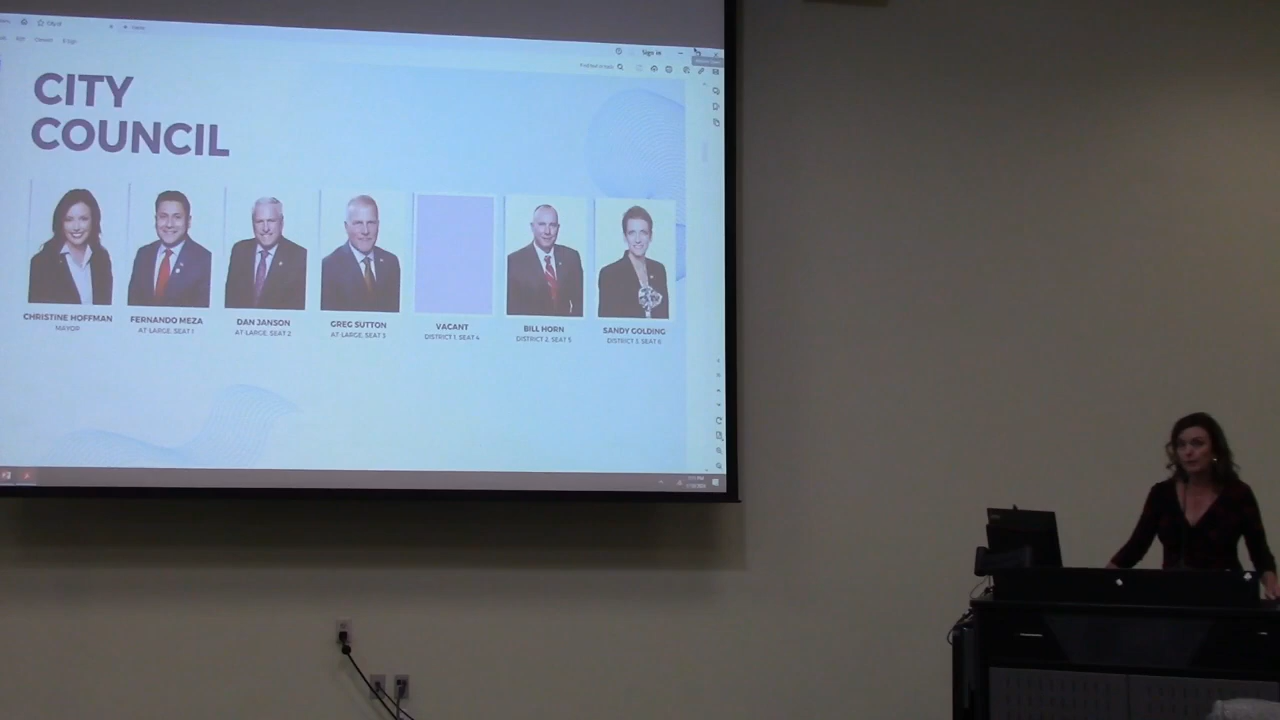 Sign in
CITY
COUNCIL
CHRISTINE HOFFMAN
MAYOR
FERNANDO MEZA
AT LARGE, SEAT 1
DAN JANSON
AT LARGE, SEAT 2
GREG SUTTON
AT LARGE, SEAT 3
VACANT
DISTRICT 1, SEAT 4
BILL HORN
DISTRICT 2, SEAT 5
SANDY GOLDING
DISTRICT 3, SEAT 6